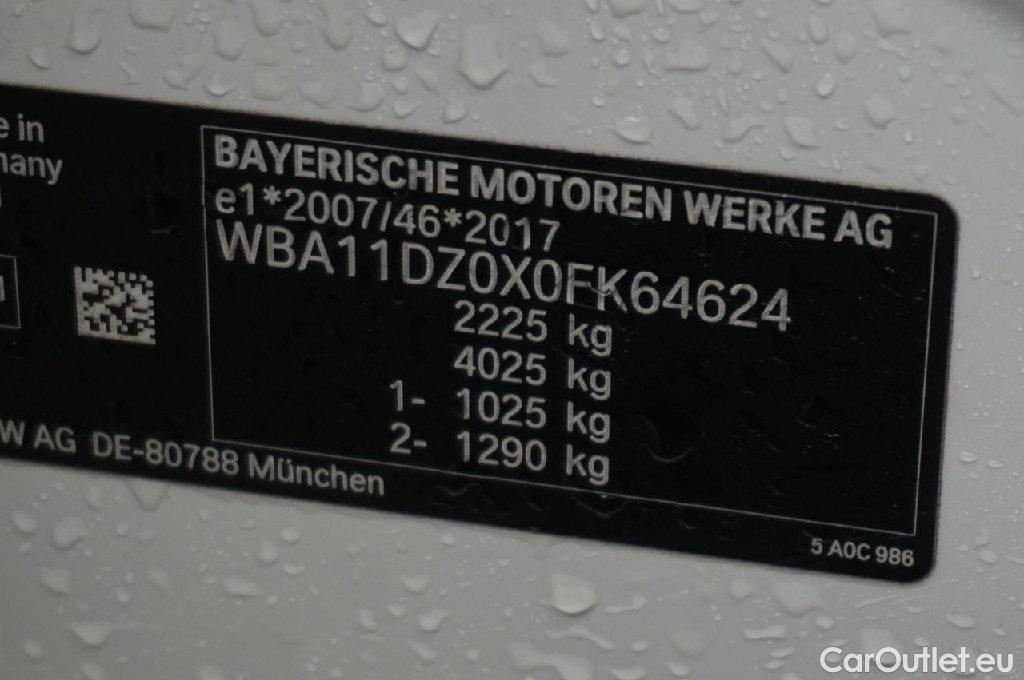 e in
many
BAYERISCHE MOTOREN WERKE AG
e1*2007/46*2017
WBA11DZ0X0FK64624
2225 kg
4025 kg
1- 1025 kg
2- 1290 kg
W AG DE-80788 München
5 A0C 986
CarOutlet.eu